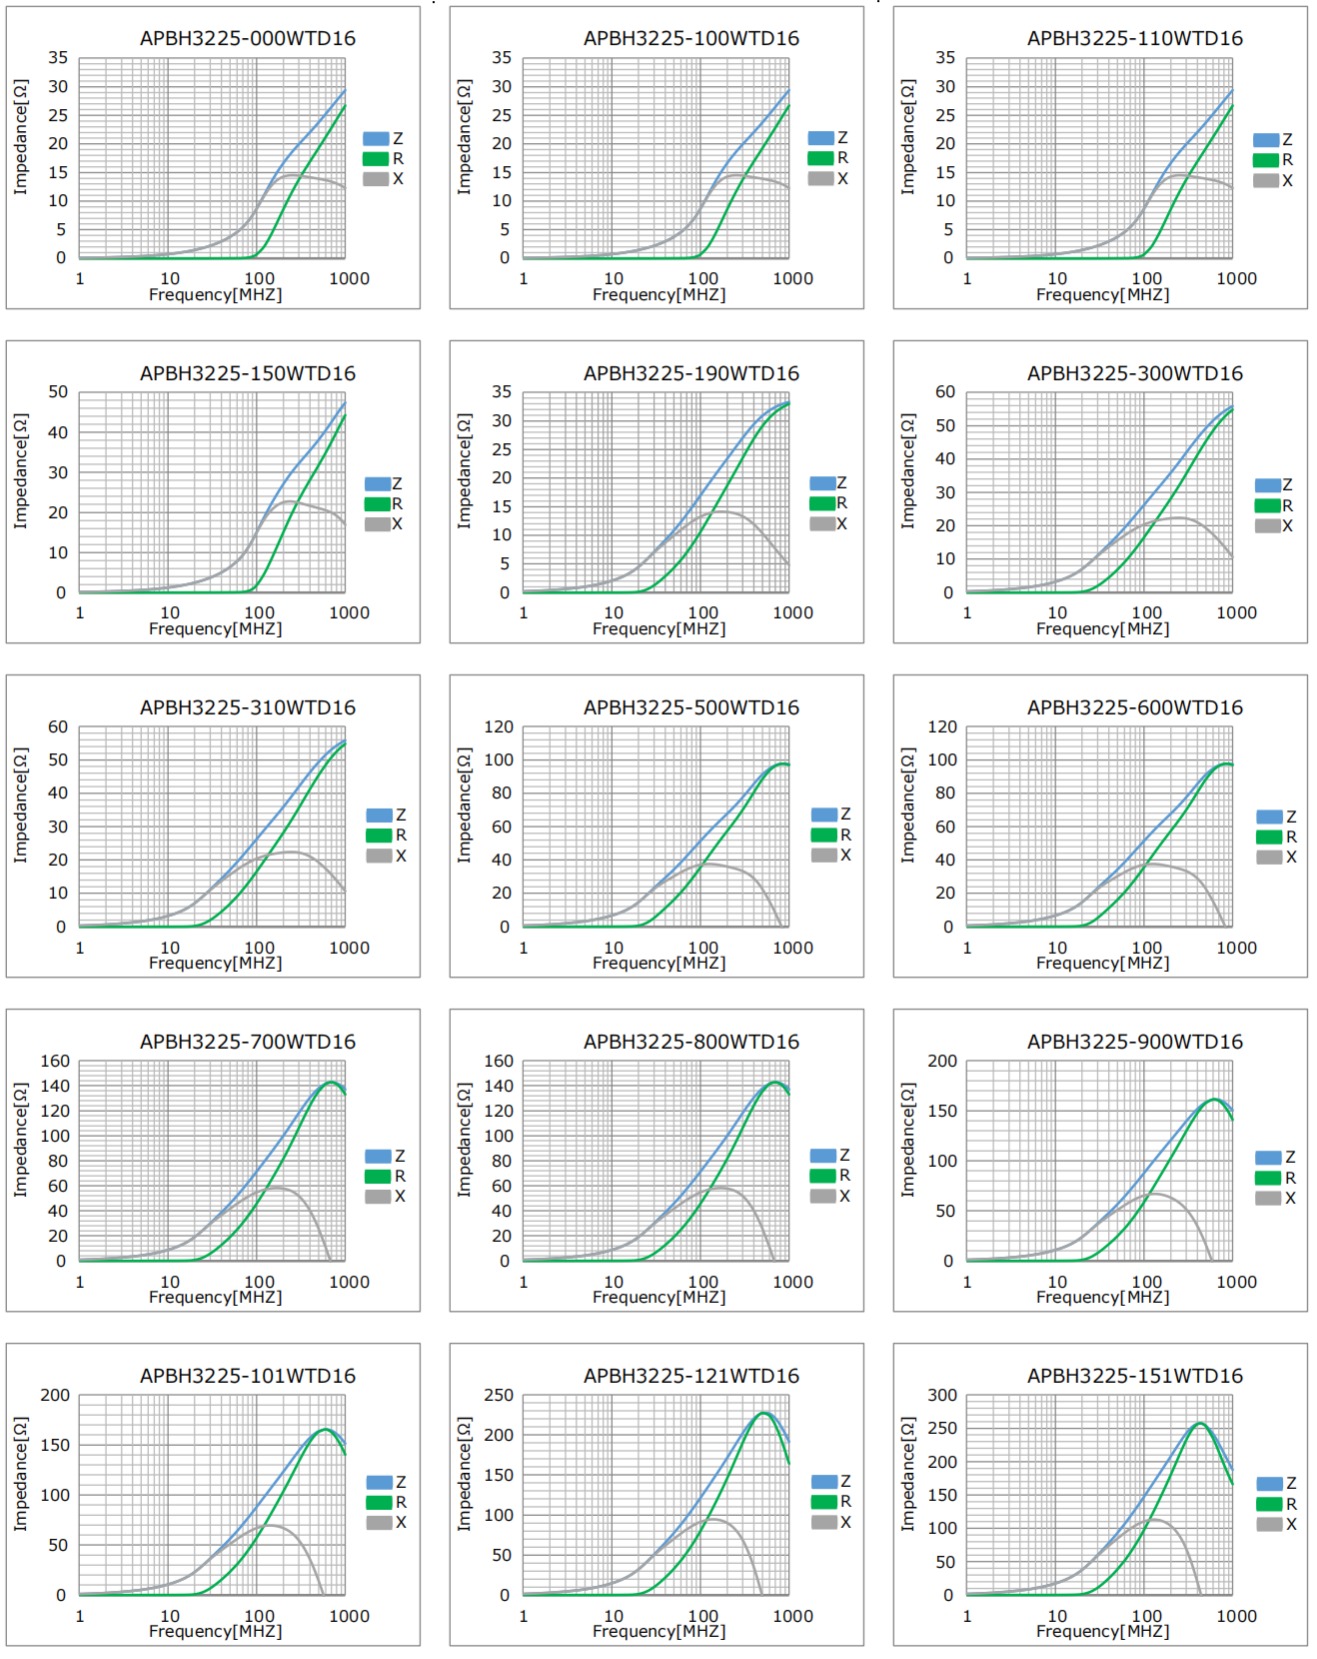 APBH3225-000WTD16
Impedance[Ω]
35
30
25
20
15
10
5
0
1 10 100 1000
Frequency[MHZ]
Z
R
X
APBH3225-100WTD16
Impedance[Ω]
35
30
25
20
15
10
5
0
1 10 100 1000
Frequency[MHZ]
Z
R
X
APBH3225-110WTD16
Impedance[Ω]
35
30
25
20
15
10
5
0
1 10 100 1000
Frequency[MHZ]
Z
R
X
APBH3225-150WTD16
Impedance[Ω]
50
40
30
20
10
0
1 10 100 1000
Frequency[MHZ]
Z
R
X
APBH3225-190WTD16
Impedance[Ω]
35
30
25
20
15
10
5
0
1 10 100 1000
Frequency[MHZ]
Z
R
X
APBH3225-300WTD16
Impedance[Ω]
60
50
40
30
20
10
0
1 10 100 1000
Frequency[MHZ]
Z
R
X
APBH3225-310WTD16
Impedance[Ω]
60
50
40
30
20
10
0
1 10 100 1000
Frequency[MHZ]
Z
R
X
APBH3225-500WTD16
Impedance[Ω]
120
100
80
60
40
20
0
1 10 100 1000
Frequency[MHZ]
Z
R
X
APBH3225-600WTD16
Impedance[Ω]
120
100
80
60
40
20
0
1 10 100 1000
Frequency[MHZ]
Z
R
X
APBH3225-700WTD16
Impedance[Ω]
160
140
120
100
80
60
40
20
0
1 10 100 1000
Frequency[MHZ]
Z
R
X
APBH3225-800WTD16
Impedance[Ω]
160
140
120
100
80
60
40
20
0
1 10 100 1000
Frequency[MHZ]
Z
R
X
APBH3225-900WTD16
Impedance[Ω]
200
150
100
50
0
1 10 100 1000
Frequency[MHZ]
Z
R
X
APBH3225-101WTD16
Impedance[Ω]
200
150
100
50
0
1 10 100 1000
Frequency[MHZ]
Z
R
X
APBH3225-121WTD16
Impedance[Ω]
250
200
150
100
50
0
1 10 100 1000
Frequency[MHZ]
Z
R
X
APBH3225-151WTD16
Impedance[Ω]
300
250
200
150
100
50
0
1 10 100 1000
Frequency[MHZ]
Z
R
X